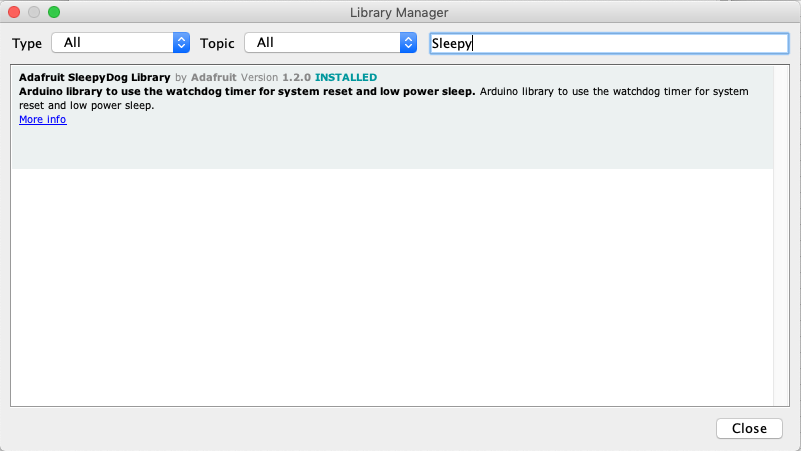 Library Manager
Type All Topic All Sleepy
Adafruit SleepyDog Library by Adafruit Version 1.2.0 INSTALLED
Arduino library to use the watchdog timer for system reset and low power sleep. Arduino library to use the watchdog timer for system
reset and low power sleep.
More info
Close